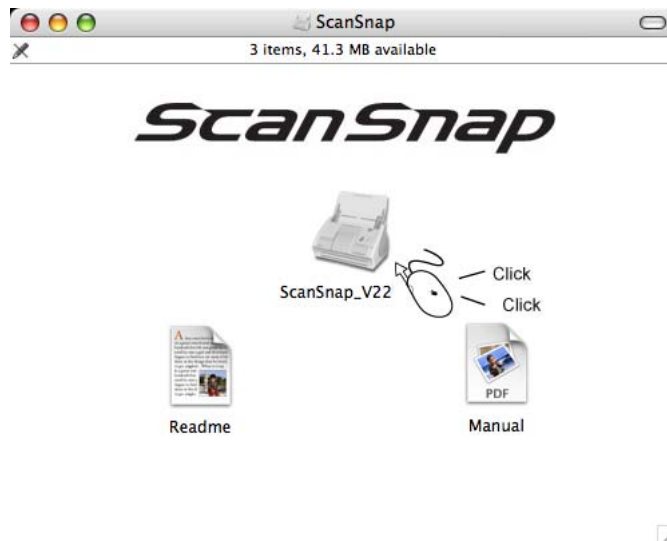 ScanSnap
3 items, 41.3 MB available
ScanSnap
ScanSnap_V22
Click
Click
Readme
PDF
Manual